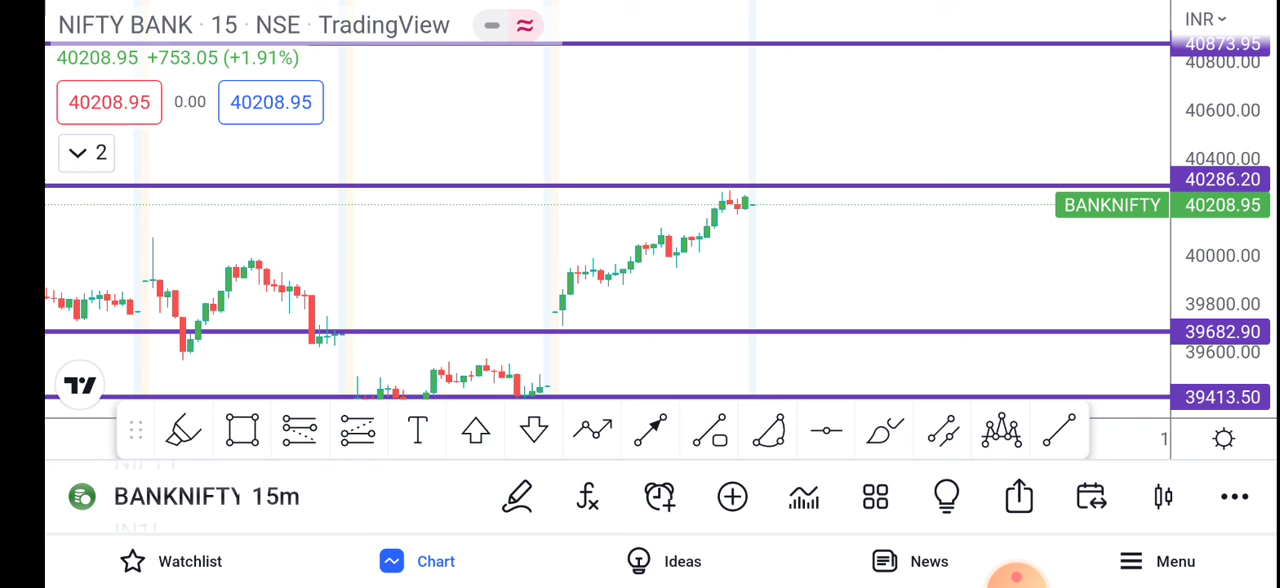 NIFTY BANK · 15 · NSE · TradingView
INR
40873.95
40208.95 +753.05 (+1.91%)
40800.00
40208.95 0.00 40208.95
40600.00
2
40400.00
40286.20
BANKNIFTY 40208.95
40000.00
39800.00
39682.90
39600.00
39413.50
T
1
BANKNIFTY 15m
Watchlist Chart Ideas News Menu